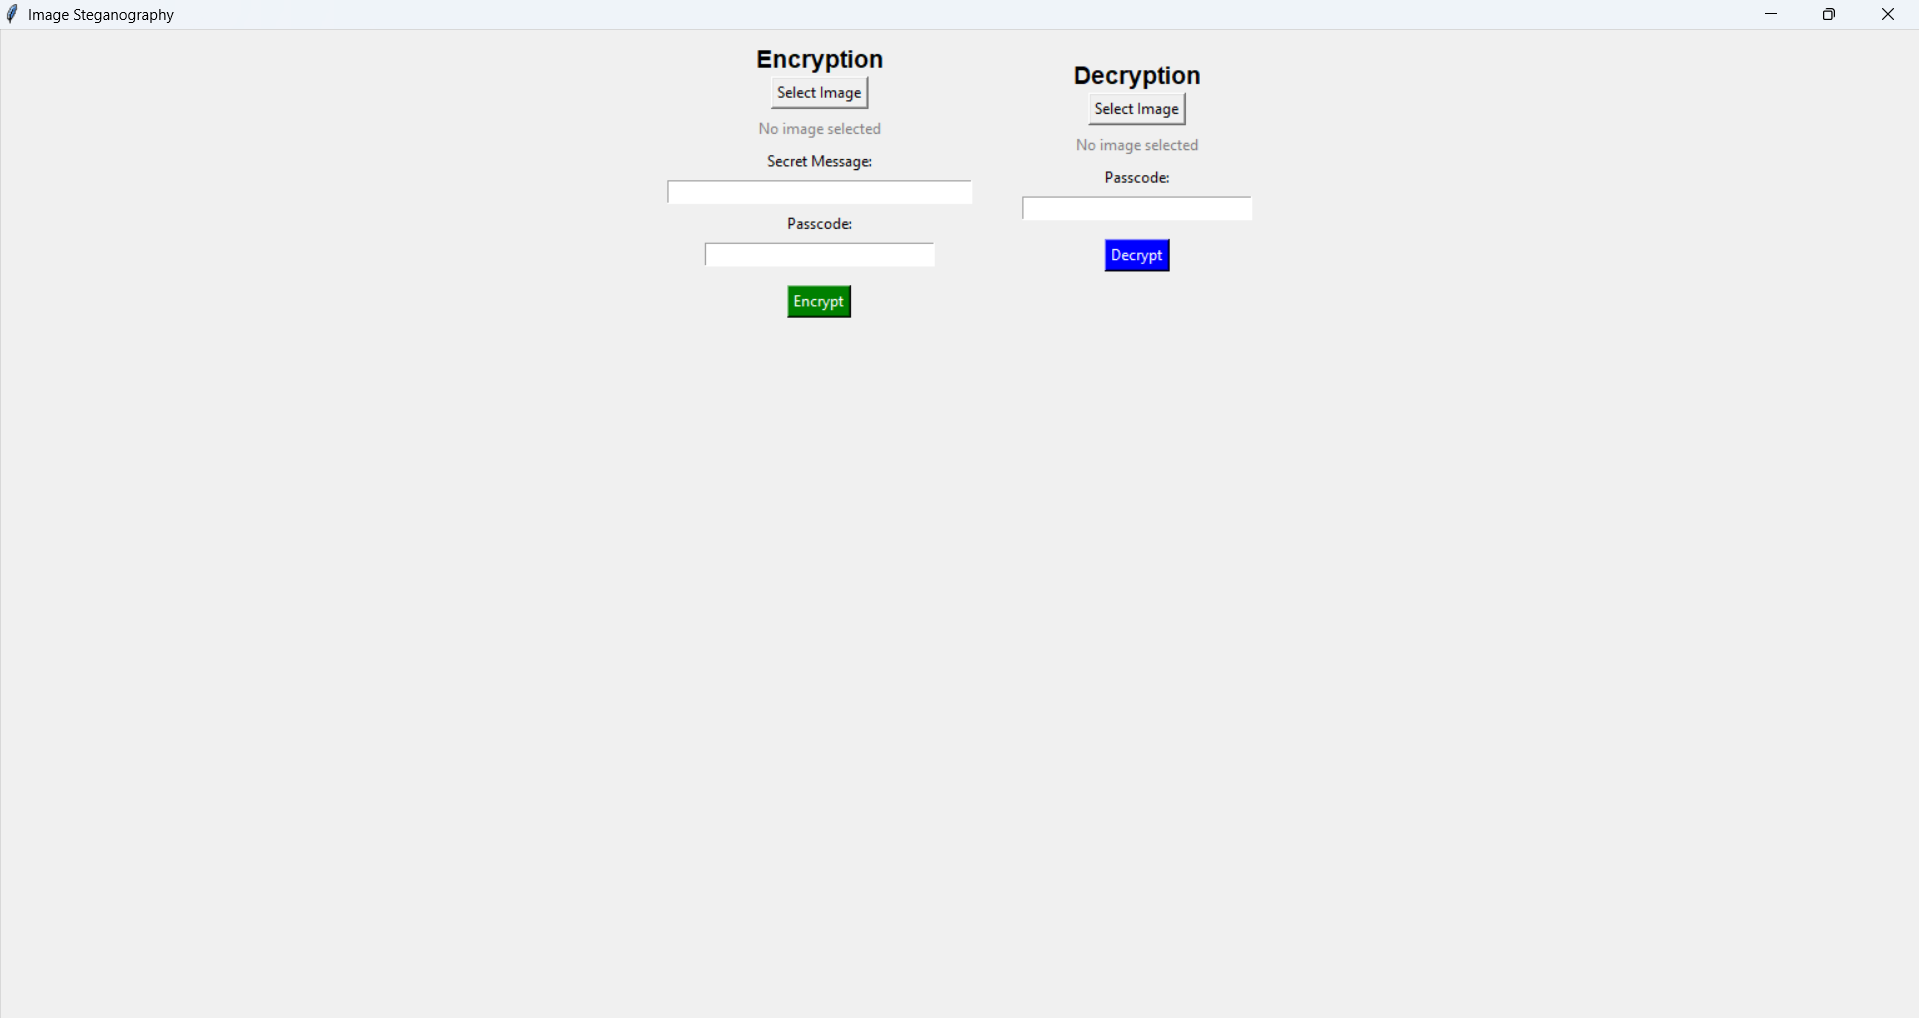 Image Steganography
Encryption
Select Image
No image selected
Secret Message:
Passcode:
Encrypt
Decryption
Select Image
No image selected
Passcode:
Decrypt